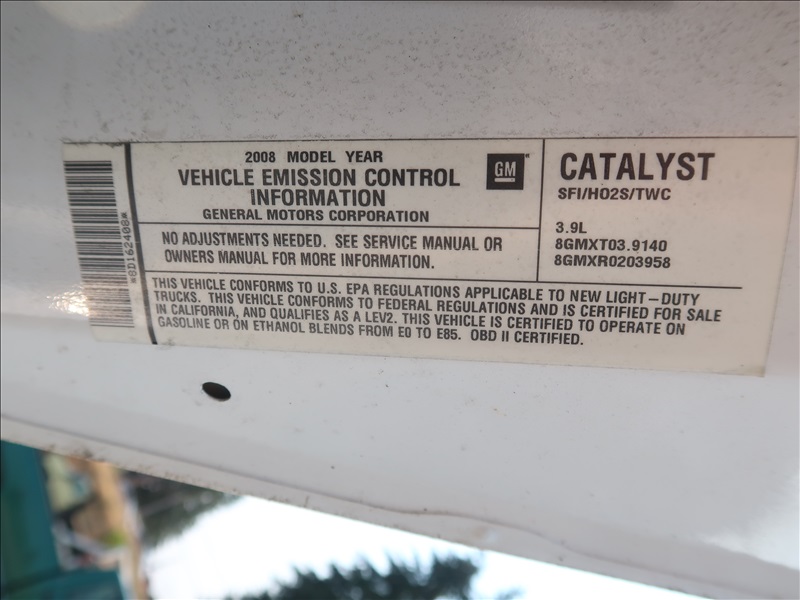 *8D162408*
2008 MODEL YEAR
VEHICLE EMISSION CONTROL
INFORMATION
GENERAL MOTORS CORPORATION
GM
NO ADJUSTMENTS NEEDED. SEE SERVICE MANUAL OR
OWNERS MANUAL FOR MORE INFORMATION.
CATALYST
SFI/HO2S/TWC
3.9L
8GMXT03.9140
8GMXR0203958
THIS VEHICLE CONFORMS TO U.S. EPA REGULATIONS APPLICABLE TO NEW LIGHT-DUTY
TRUCKS. THIS VEHICLE CONFORMS TO FEDERAL REGULATIONS AND IS CERTIFIED FOR SALE
IN CALIFORNIA, AND QUALIFIES AS A LEV2. THIS VEHICLE IS CERTIFIED TO OPERATE ON
GASOLINE OR ON ETHANOL BLENDS FROM E0 TO E85. OBD II CERTIFIED.